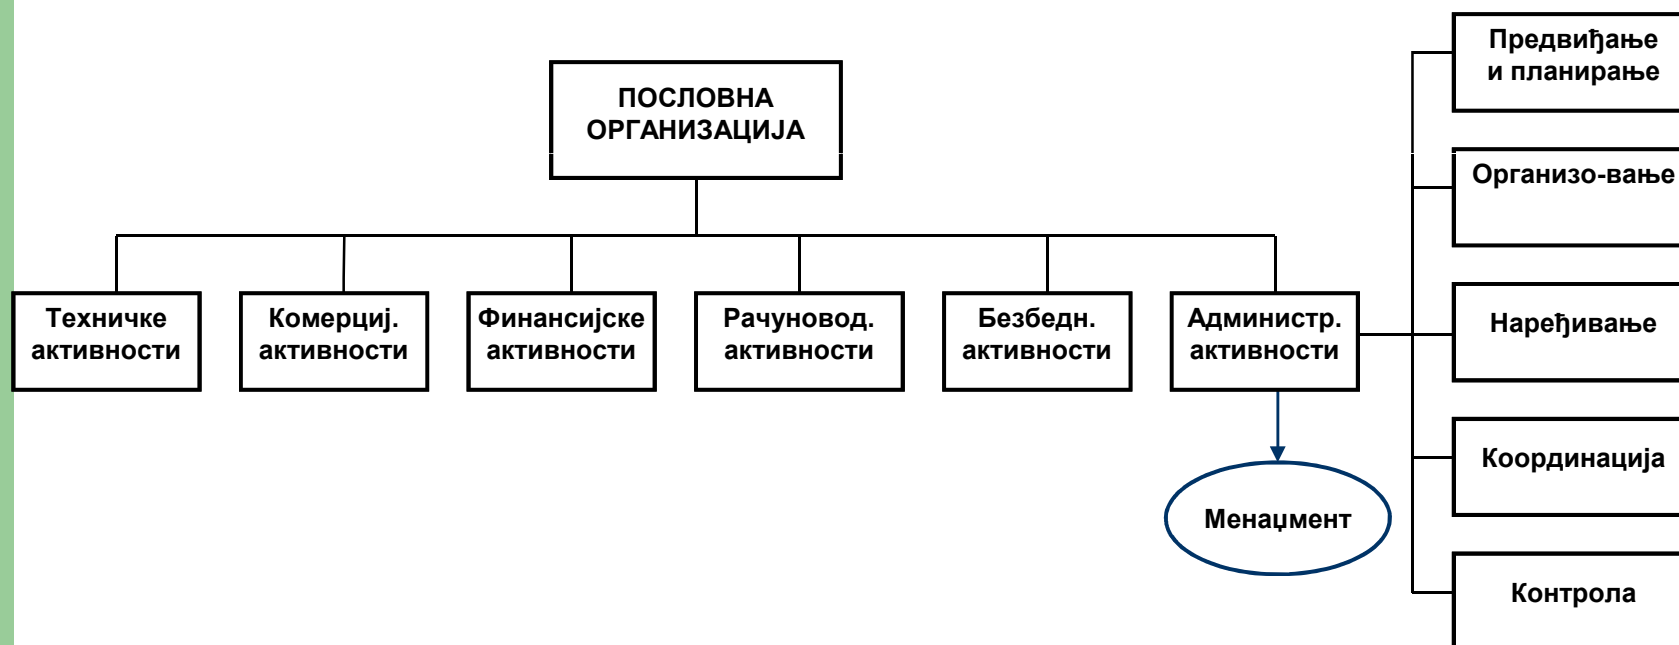 ПОСЛОВНА
ОРГАНИЗАЦИЈА
Техничке
активности
Комерциј.
активности
Финансијске
активности
Рачуновод.
активности
Безбедн.
активности
Администр.
активности
Менаџмент
Предвиђање
и планирање
Организо-вање
Наређивање
Координација
Контрола